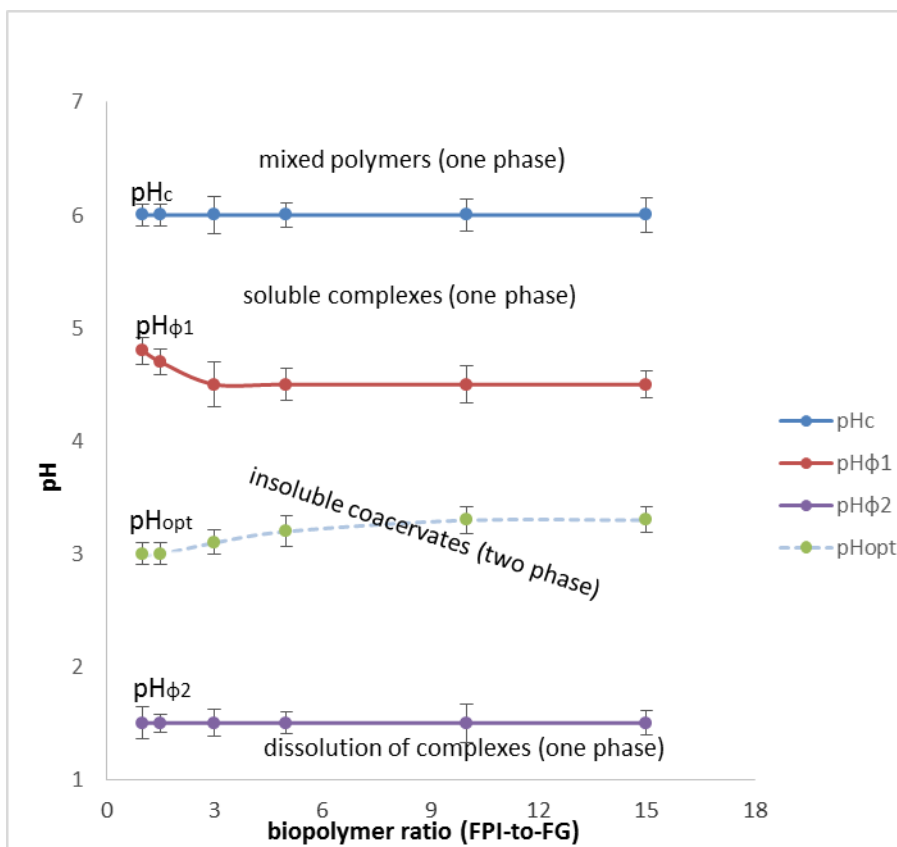 7
mixed polymers (one phase)
pHc
6
soluble complexes (one phase)
pHϕ1
5
pHc
pHϕ1
pHϕ2
pHopt
4
pH
insoluble coacervates (two phase)
pHopt
3
2
pHϕ2
dissolution of complexes (one phase)
1
0 3 6 9 12 15 18
biopolymer ratio (FPI-to-FG)